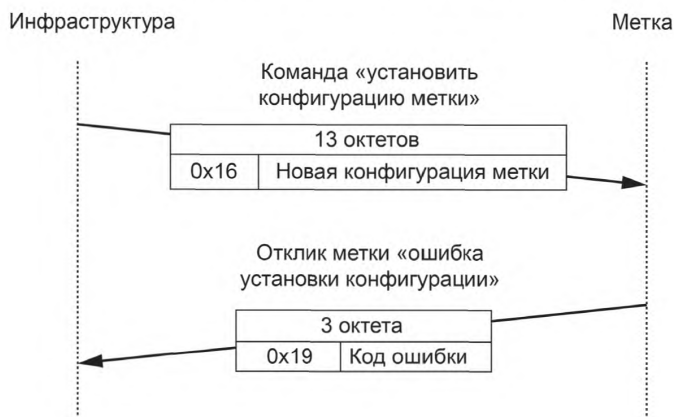 Инфраструктура Метка
Команда «установить
конфигурацию метки»
13 октетов
0x16 Новая конфигурация метки
Отклик метки «ошибка
установки конфигурации»
3 октета
0x19 Код ошибки